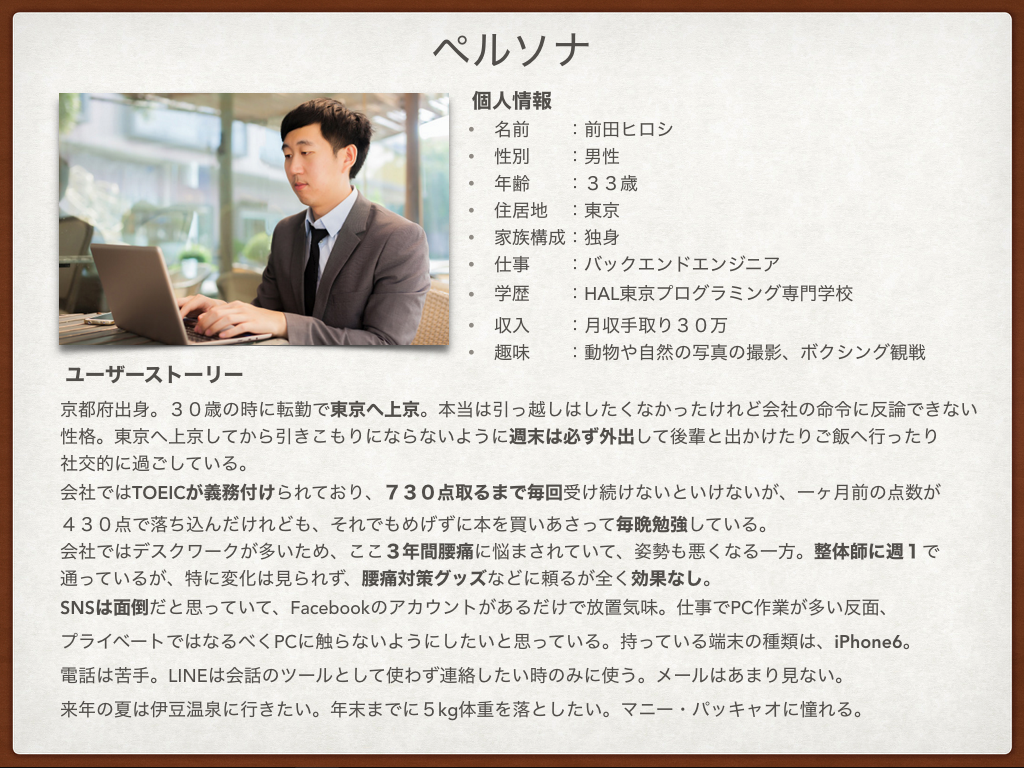 ペルソナ
個人情報
• 名前　　：前田ヒロシ
• 性別　　：男性
• 年齢　　：３３歳
• 住居地　：東京
• 家族構成：独身
• 仕事　　：バックエンドエンジニア
• 学歴　　：HAL東京プログラミング専門学校
• 収入　　：月収手取り３０万
• 趣味　　：動物や自然の写真の撮影、ボクシング観戦
ユーザーストーリー
京都府出身。３０歳の時に転勤で東京へ上京。本当は引っ越しはしたくなかったけれど会社の命令に反論できない
性格。東京へ上京してから引きこもりにならないように週末は必ず外出して後輩と出かけたりご飯へ行ったり
社交的に過ごしている。
会社ではTOEICが義務付けられており、７３０点取るまで毎回受け続けないといけないが、一ヶ月前の点数が
４３０点で落ち込んだけれども、それでもめげずに本を買いあさって毎晩勉強している。
会社ではデスクワークが多いため、ここ３年間腰痛に悩まされていて、姿勢も悪くなる一方。整体師に週１で
通っているが、特に変化は見られず、腰痛対策グッズなどに頼るが全く効果なし。
SNSは面倒だと思っていて、Facebookのアカウントがあるだけで放置気味。仕事でPC作業が多い反面、
プライベートではなるべくPCに触らないようにしたいと思っている。持っている端末の種類は、iPhone6。
電話は苦手。LINEは会話のツールとして使わず連絡したい時のみに使う。メールはあまり見ない。
来年の夏は伊豆温泉に行きたい。年末までに５kg体重を落としたい。マニー・パッキャオに憧れる。